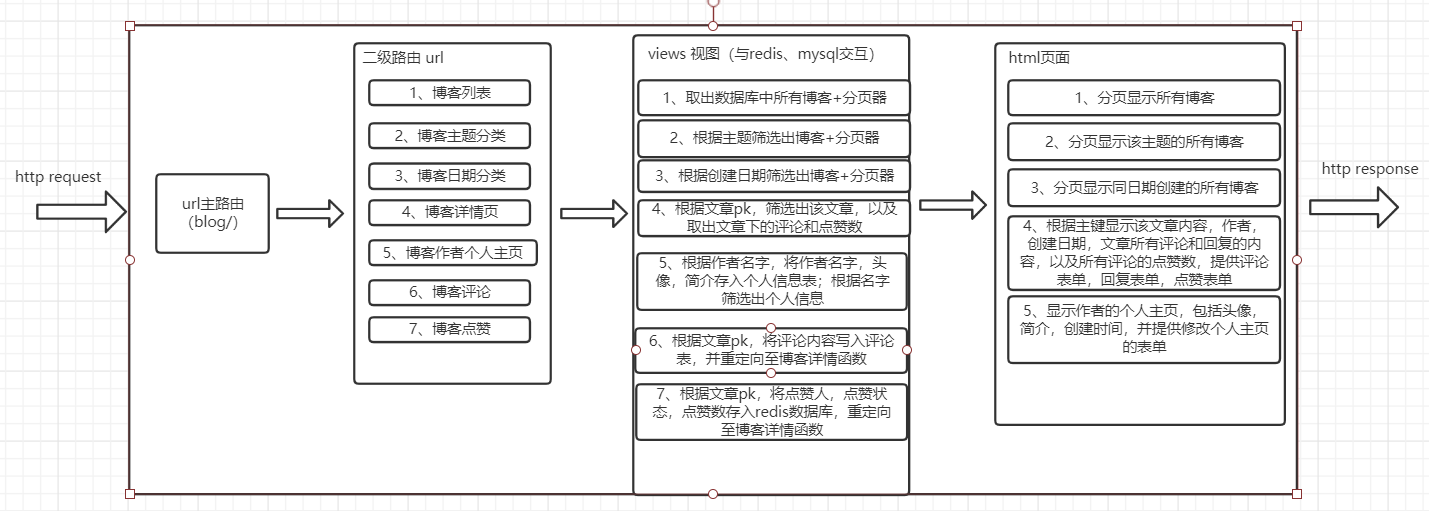 http request
url主路由
（blog/）
二级路由 url
1、博客列表
2、博客主题分类
3、博客日期分类
4、博客详情页
5、博客作者个人主页
6、博客评论
7、博客点赞
views 视图（与redis、mysql交互）
1、取出数据库中所有博客+分页器
2、根据主题筛选出博客+分页器
3、根据创建日期筛选出博客+分页器
4、根据文章pk，筛选出该文章，以及
取出文章下的评论和点赞数
5、根据作者名字，将作者名字，头
像，简介存入个人信息表；根据名字
筛选出个人信息
6、根据文章pk，将评论内容写入评论
表，并重定向至博客详情函数
7、根据文章pk，将点赞人，点赞状
态，点赞数存入redis数据库，重定向
至博客详情函数
html页面
1、分页显示所有博客
2、分页显示该主题的所有博客
3、分页显示同日期创建的所有博客
4、根据主键显示该文章内容，作者，
创建日期，文章所有评论和回复的内
容，以及所有评论的点赞数，提供评论
表单，回复表单，点赞表单
5、显示作者的个人主页，包括头像，
简介，创建时间，并提供修改个人主页
的表单
http response